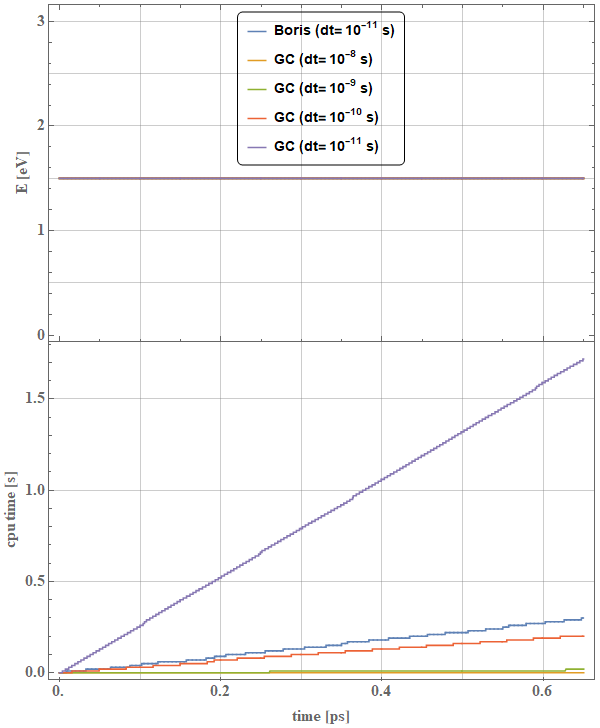 Boris (dt= 10⁻¹¹ s)
GC (dt= 10⁻⁸ s)
GC (dt= 10⁻⁹ s)
GC (dt= 10⁻¹⁰ s)
GC (dt= 10⁻¹¹ s)
3
2
1
0
E [eV]
1.5
1.0
0.5
0.0
cpu time [s]
0.
0.2
0.4
0.6
time [ps]